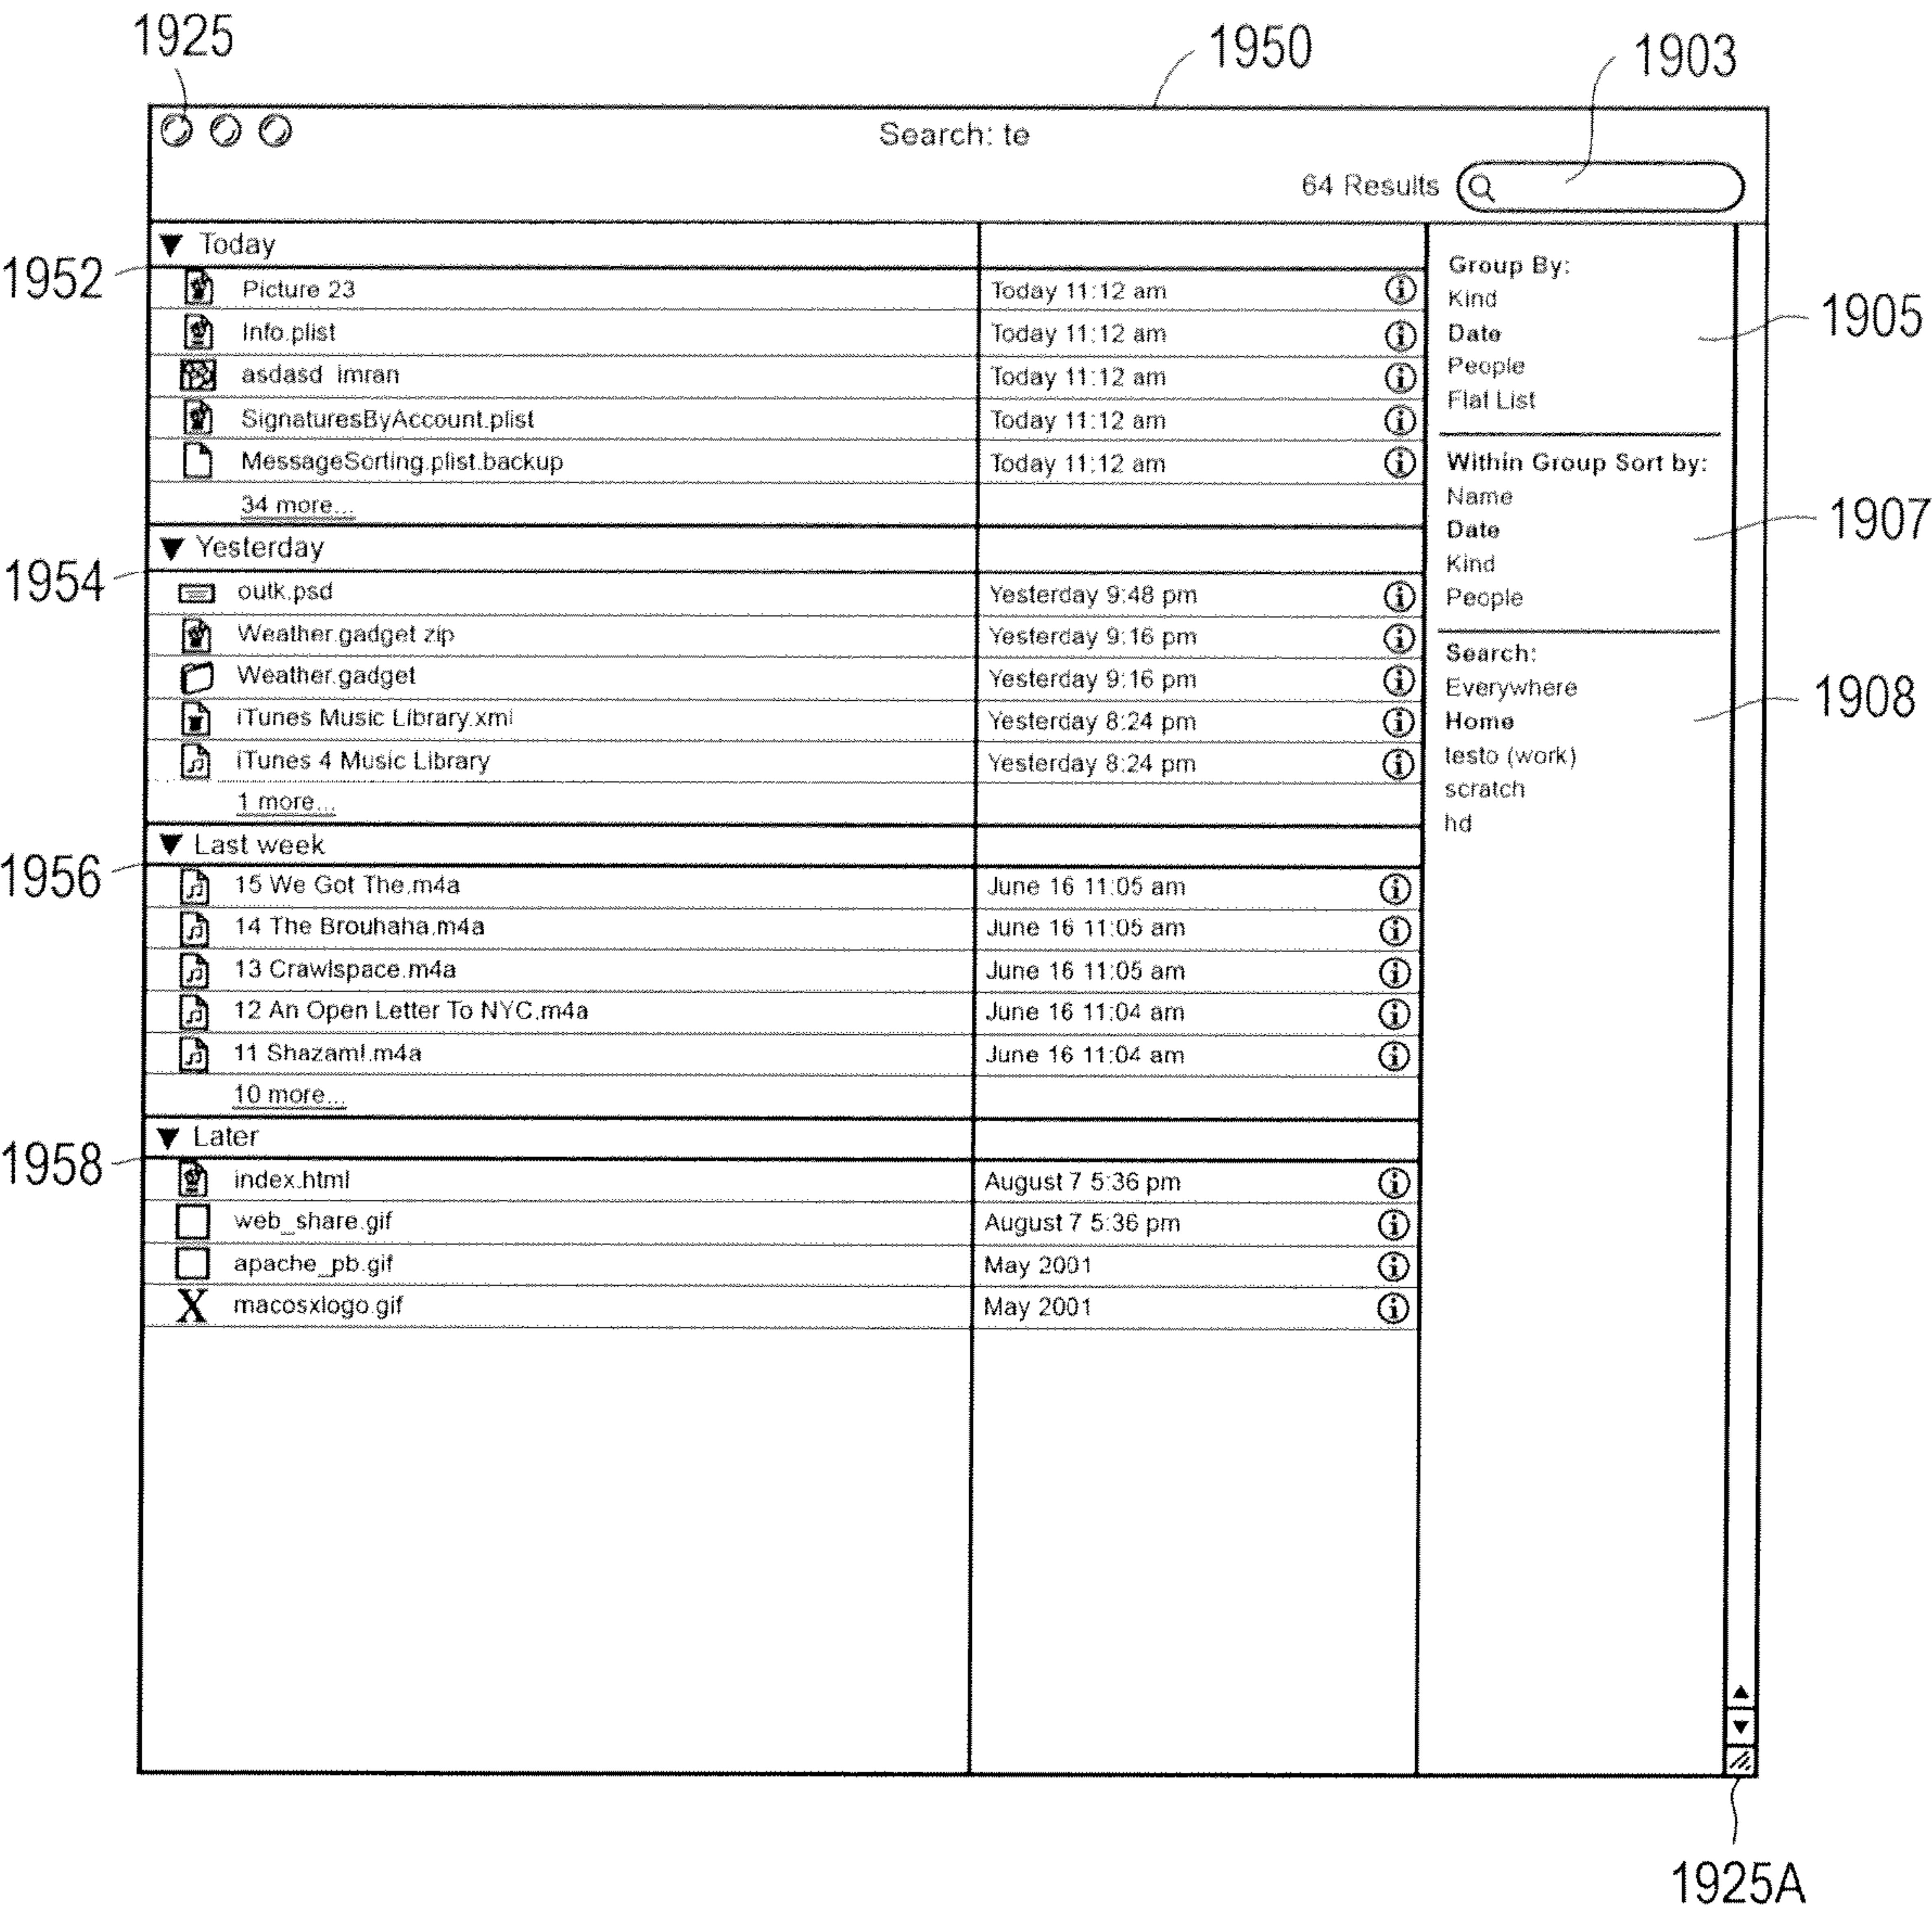 1925
1950
1903
Search: te
64 Results
Today
1952
Picture 23 Today 11:12 am
Info.plist Today 11:12 am
asdasd imran Today 11:12 am
SignaturesByAccount.plist Today 11:12 am
MessageSorting.plist.backup Today 11:12 am
34 more...
Yesterday
1954
outk.psd Yesterday 9:48 pm
Weather.gadget zip Yesterday 9:16 pm
Weather.gadget Yesterday 9:16 pm
iTunes Music Library.xml Yesterday 8:24 pm
iTunes 4 Music Library Yesterday 8:24 pm
1 more...
Last week
1956
15 We Got The.m4a June 16 11:05 am
14 The Brouhaha.m4a June 16 11:05 am
13 Crawlspace.m4a June 16 11:05 am
12 An Open Letter To NYC.m4a June 16 11:04 am
11 Shazam!.m4a June 16 11:04 am
10 more...
Later
1958
index.html August 7 5:36 pm
web_share.gif August 7 5:36 pm
apache_pb.gif May 2001
X macosxlogo.gif May 2001
Group By:
Kind
Date
People
Flat List
1905
Within Group Sort by:
Name
Date
Kind
People
1907
Search:
Everywhere
Home
testo (work)
scratch
hd
1908
1925A